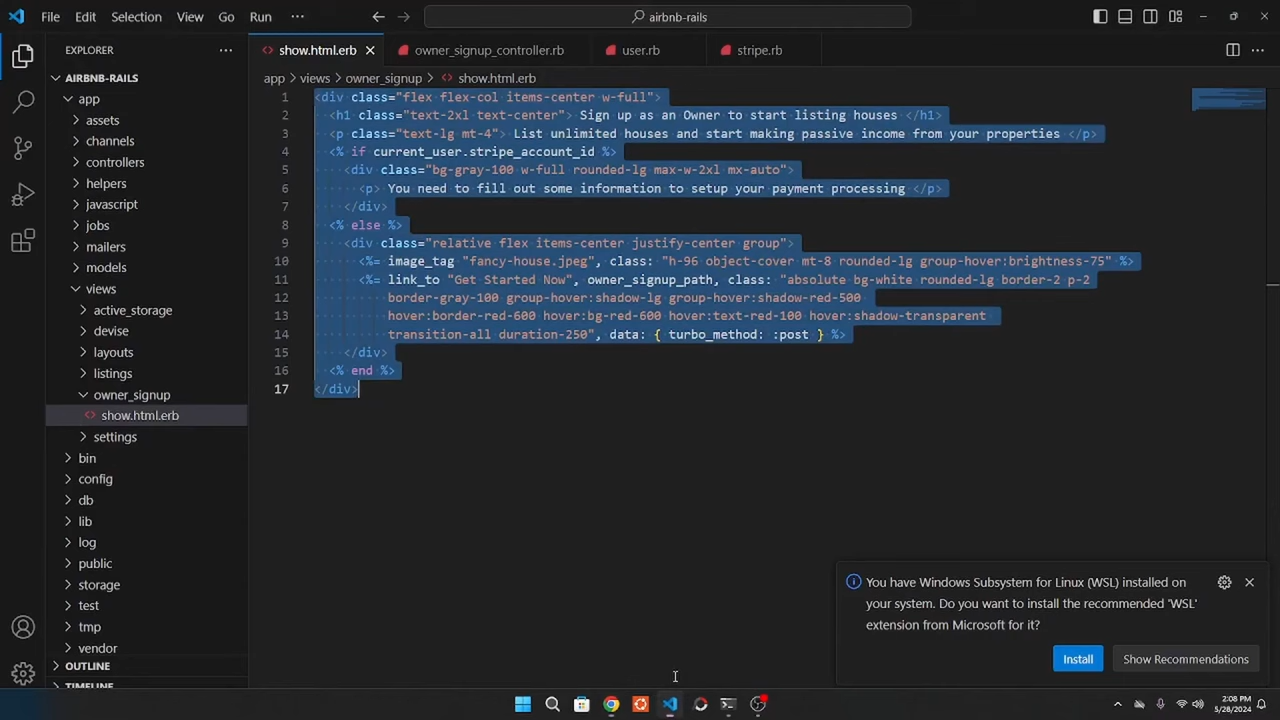 File Edit Selection View Go Run ··· airbnb-rails
EXPLORER ···
show.html.erb owner_signup_controller.rb user.rb stripe.rb ···
app > views > owner_signup > show.html.erb
AIRBNB-RAILS
app
assets
channels
controllers
helpers
javascript
jobs
mailers
models
views
active_storage
devise
layouts
listings
owner_signup
show.html.erb
settings
bin
config
db
lib
log
public
storage
test
tmp
vendor
OUTLINE
TIMELINE
1 <div class="flex flex-col items-center w-full">
2 <h1 class="text-2xl text-center"> Sign up as an Owner to start listing houses </h1>
3 <p class="text-lg mt-4"> List unlimited houses and start making passive income from your properties </p>
4 <% if current_user.stripe_account_id %>
5 <div class="bg-gray-100 w-full rounded-lg max-w-2xl mx-auto">
6 <p> You need to fill out some information to setup your payment processing </p>
7 </div>
8 <% else %>
9 <div class="relative flex items-center justify-center group">
10 <%= image_tag "fancy-house.jpeg", class: "h-96 object-cover mt-8 rounded-lg group-hover:brightness-75" %>
11 <%= link_to "Get Started Now", owner_signup_path, class: "absolute bg-white rounded-lg border-2 p-2
12 border-gray-100 group-hover:shadow-lg group-hover:shadow-red-500
13 hover:border-red-600 hover:bg-red-600 hover:text-red-100 hover:shadow-transparent
14 transition-all duration-250", data: { turbo_method: :post } %>
15 </div>
16 <% end %>
17 </div>
You have Windows Subsystem for Linux (WSL) installed on
your system. Do you want to install the recommended 'WSL'
extension from Microsoft for it?
Install Show Recommendations
2:08 PM
5/28/2024